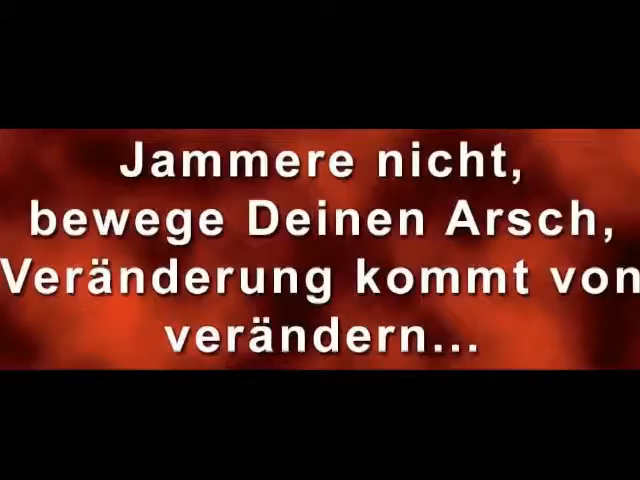 Jammere nicht,
bewege Deinen Arsch,
Veränderung kommt von
verändern...